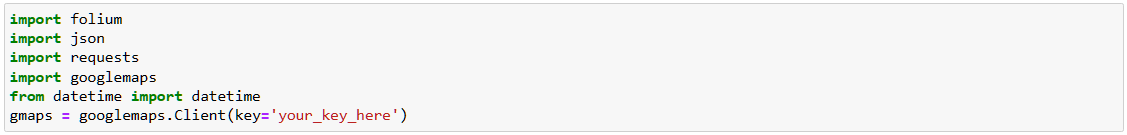 import folium
import json
import requests
import googlemaps
from datetime import datetime
gmaps = googlemaps.Client(key='your_key_here')